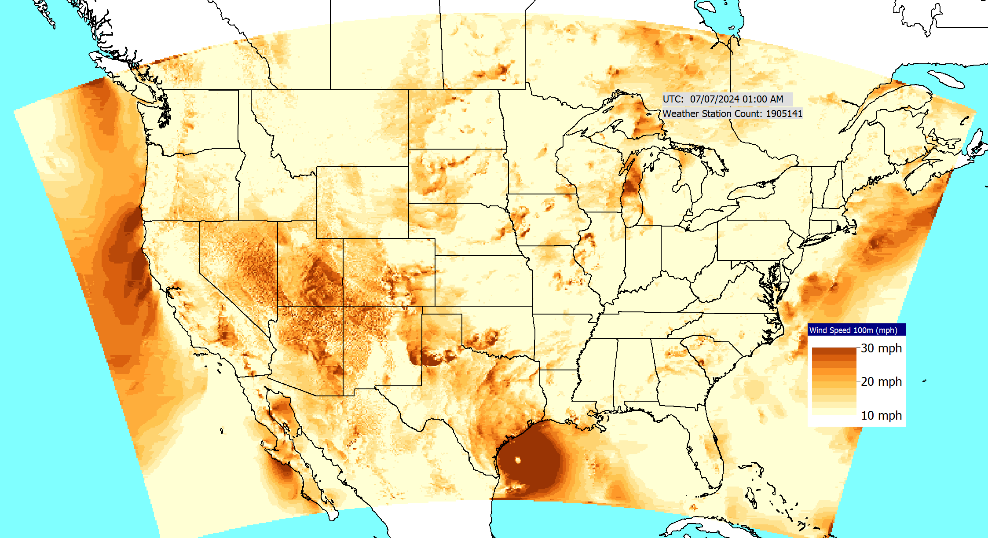 UTC: 07/07/2024 01:00 AM
Weather Station Count: 1905141
Wind Speed 100m (mph)
30 mph
20 mph
10 mph